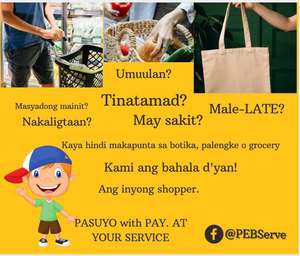 Umuulan?
Masyadong mainit?
Tinatamad?
Male-LATE?
Nakaligtaan?
May sakit?
Kaya hindi makapunta sa botika, palengke o grocery
Kami ang bahala d'yan!
Ang inyong shopper.
PASUYO with PAY. AT
YOUR SERVICE
@PEBServe